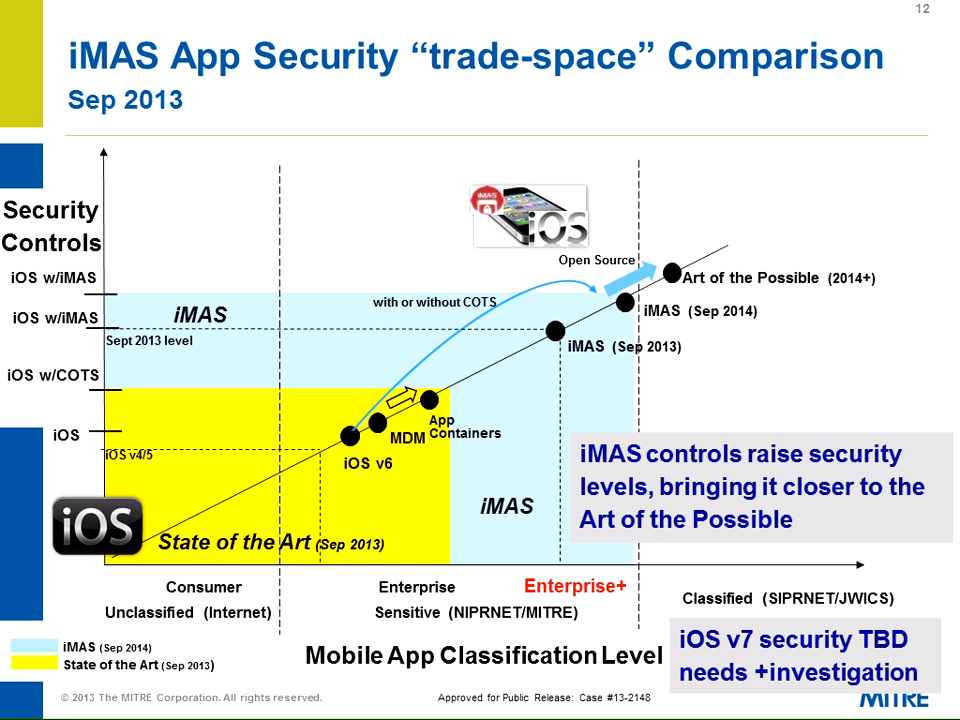 12
iMAS App Security “trade-space” Comparison
Sep 2013
Security
Controls
iOS w/iMAS
iOS w/iMAS
iOS w/COTS
iOS
iMAS
Sept 2013 level
iOS v4/5
iOS
State of the Art (Sep 2013)
iMAS
iOS
Open Source
with or without COTS
Art of the Possible (2014+)
iMAS (Sep 2014)
iMAS (Sep 2013)
App
Containers
MDM
iOS v6
iMAS
iMAS controls raise security
levels, bringing it closer to the
Art of the Possible
Consumer
Unclassified (Internet)
Enterprise
Enterprise+
Sensitive (NIPRNET/MITRE)
Classified (SIPRNET/JWICS)
Mobile App Classification Level
iOS v7 security TBD
needs +investigation
iMAS (Sep 2014)
State of the Art (Sep 2013)
© 2013 The MITRE Corporation. All rights reserved.
Approved for Public Release: Case #13-2148
MITRE